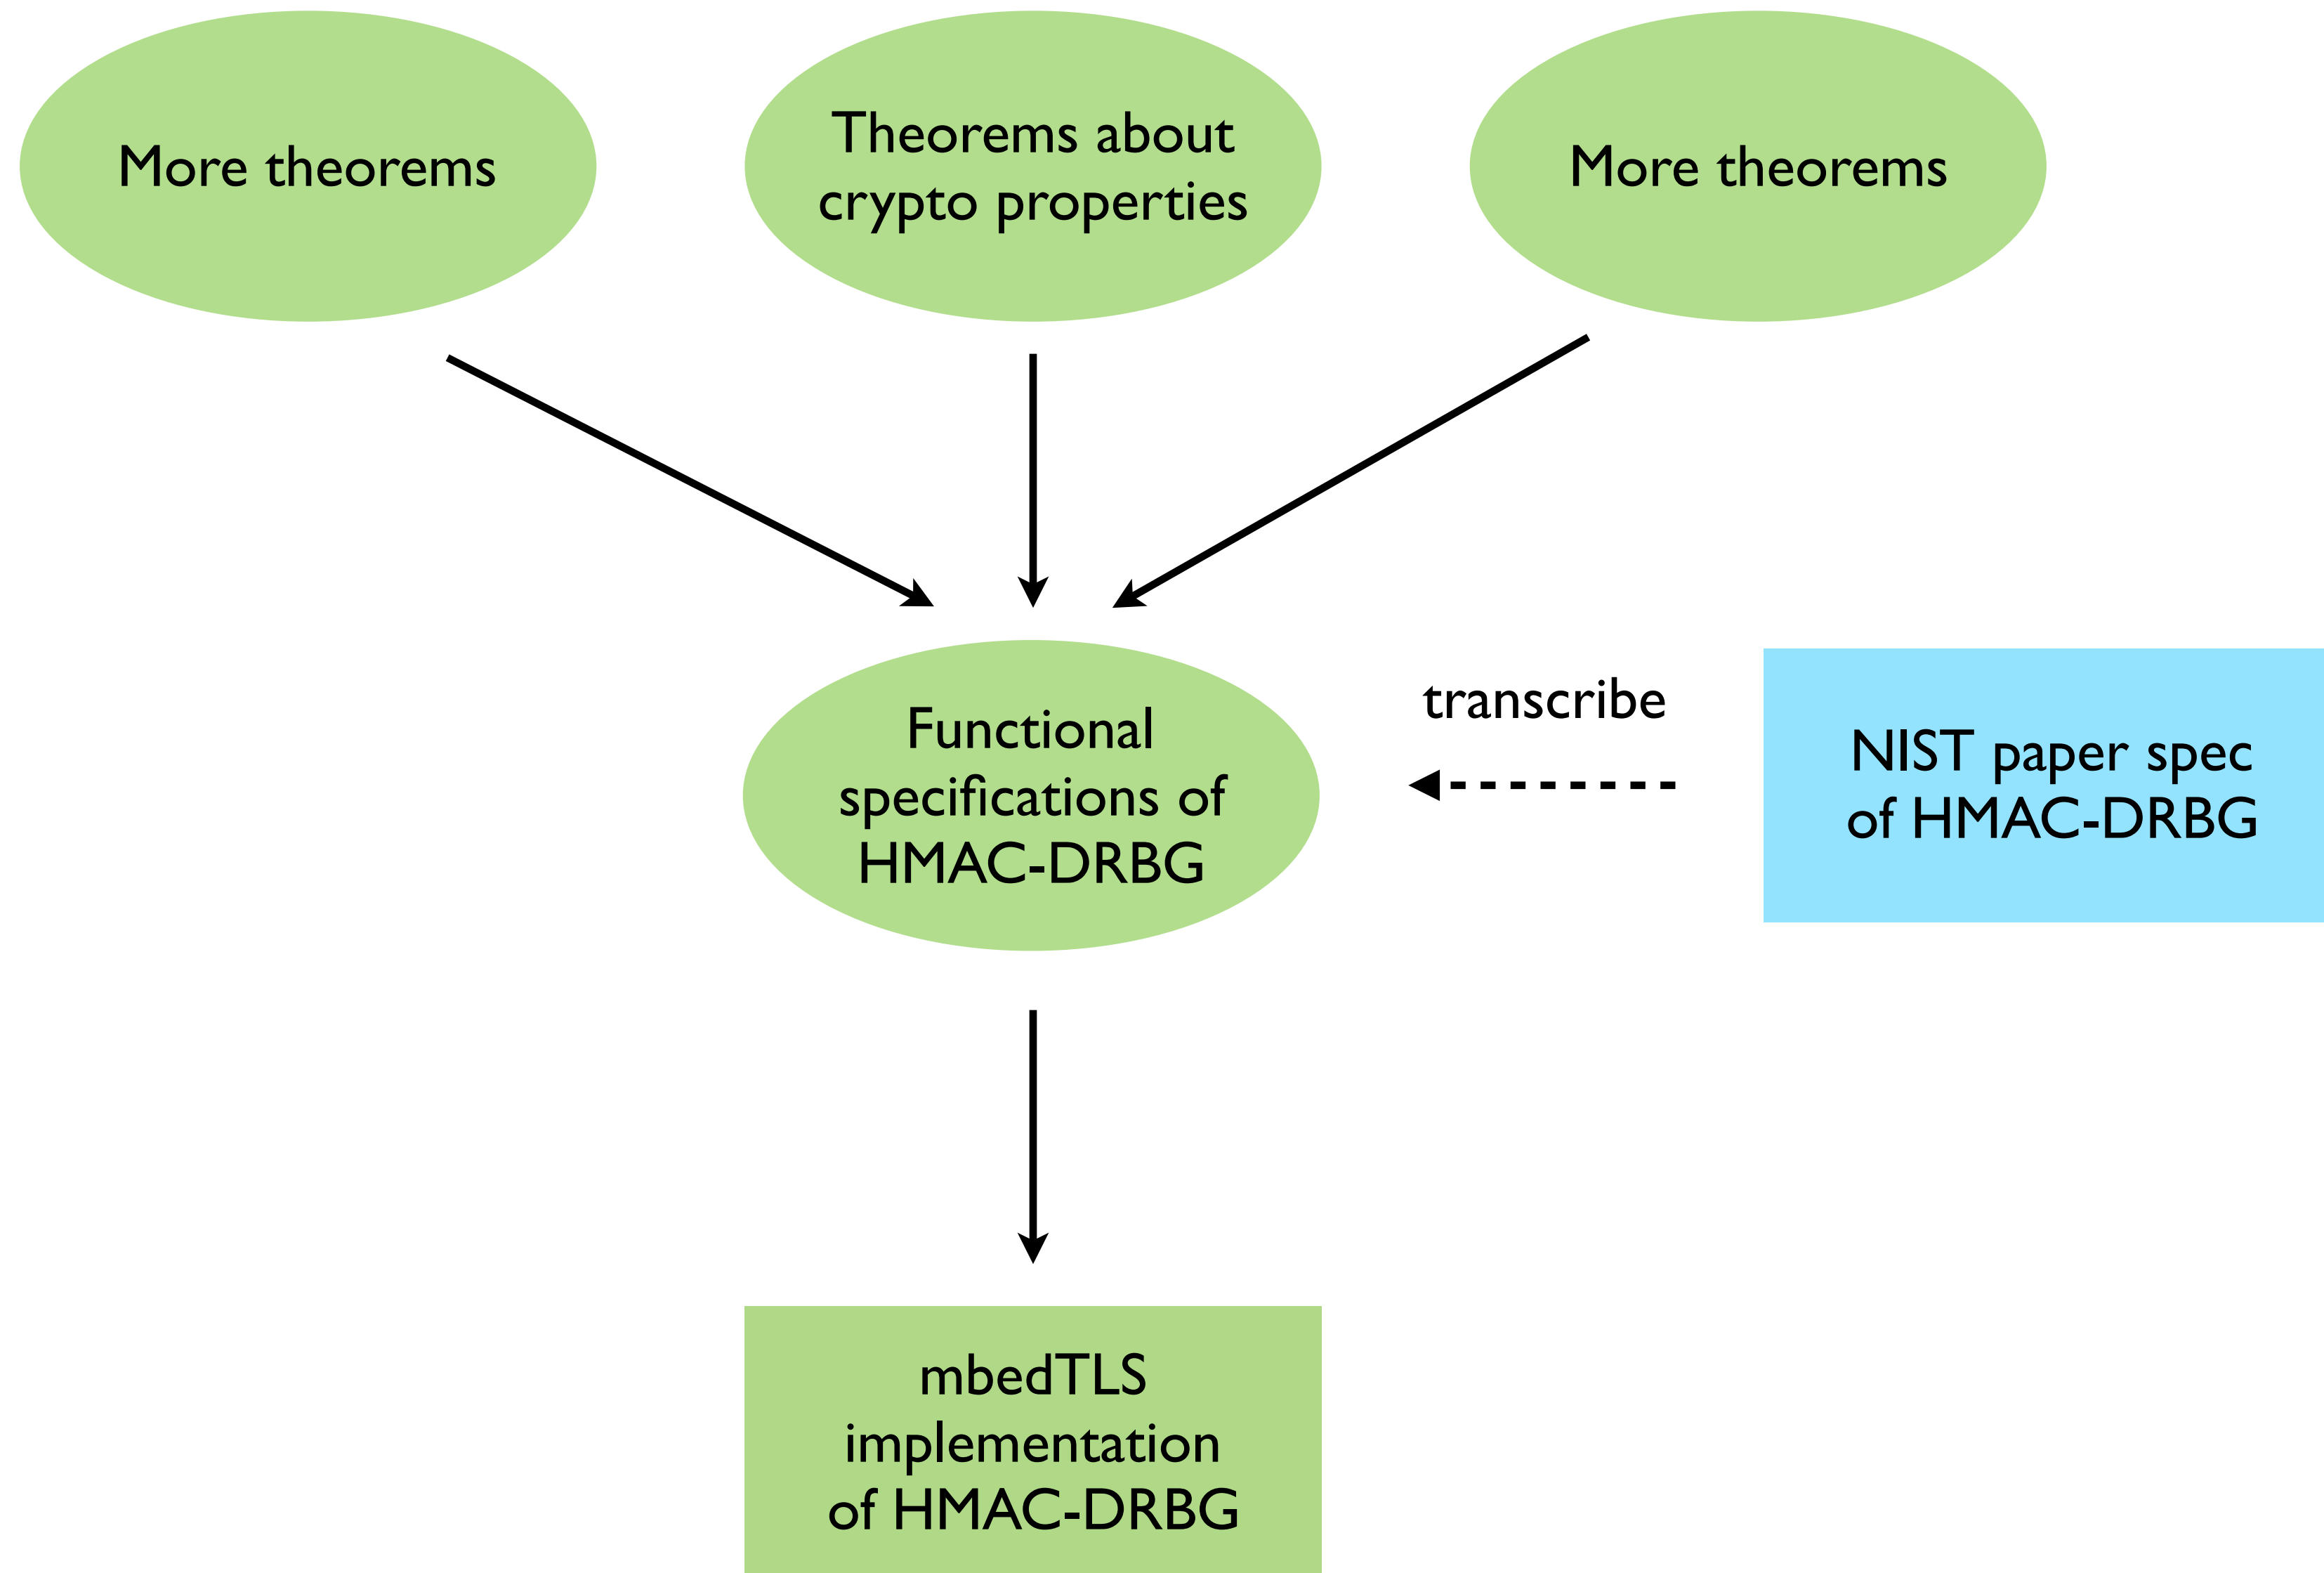 More theorems
Theorems about
crypto properties
More theorems
Functional
specifications of
HMAC-DRBG
transcribe
NIST paper spec
of HMAC-DRBG
mbedTLS
implementation
of HMAC-DRBG